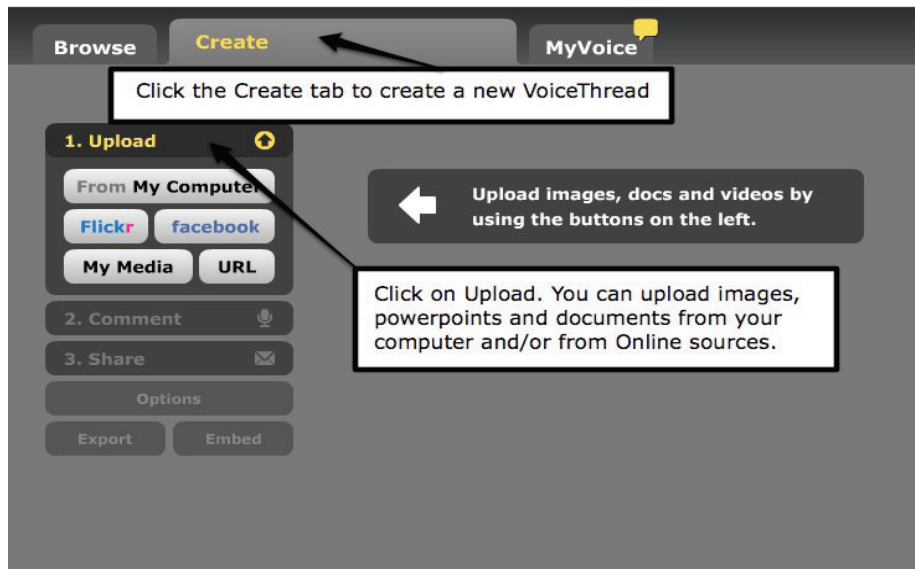 Browse
Create
MyVoice
Click the Create tab to create a new VoiceThread
1. Upload
From My Computer
Flickr
facebook
My Media
URL
Upload images, docs and videos by
using the buttons on the left.
Click on Upload. You can upload images,
powerpoints and documents from your
computer and/or from Online sources.
2. Comment
3. Share
Options
Export
Embed